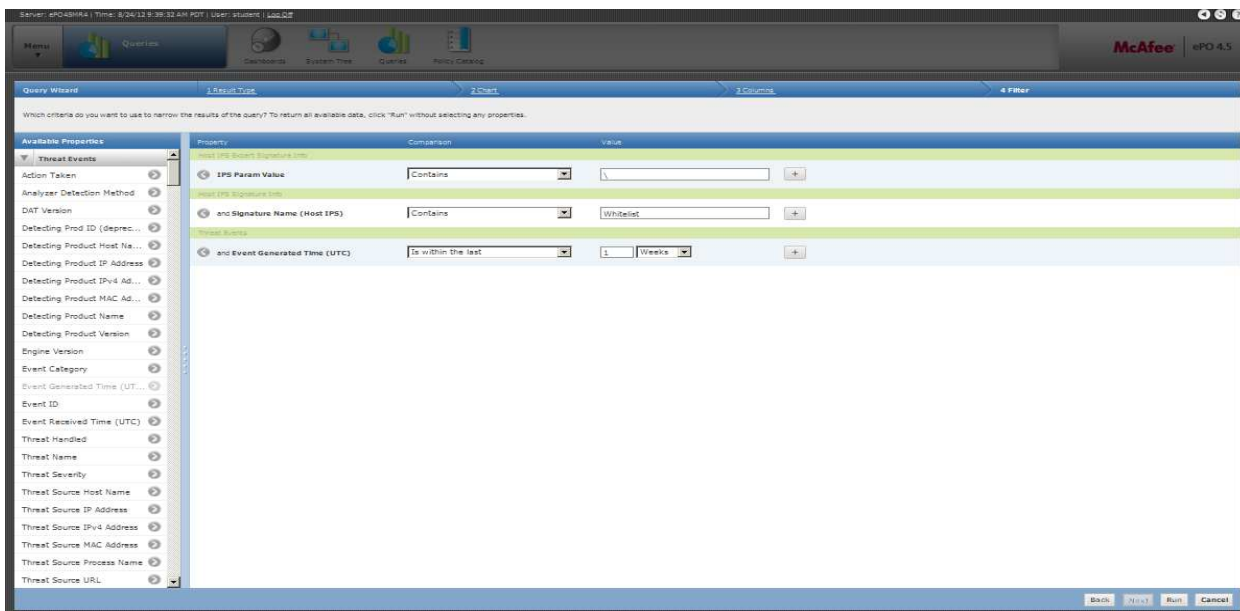 Server: ePO45MR4 | Time: 8/24/12 9:39:32 AM PDT | User: student | Log Off
Menu
Queries
Dashboards
System Tree
Queries
Policy Catalog
McAfee | ePO 4.5
Query Wizard
1 Result Type
2 Chart
3 Columns
4 Filter
Which criteria do you want to use to narrow the results of the query? To return all available data, click "Run" without selecting any properties.
Available Properties
Property
Comparison
Value
Threat Events
Action Taken
Analyzer Detection Method
DAT Version
Detecting Prod ID (deprec...
Detecting Product Host Na...
Detecting Product IP Address
Detecting Product IPv4 Ad...
Detecting Product MAC Ad...
Detecting Product Name
Detecting Product Version
Engine Version
Event Category
Event Generated Time (UT...
Event ID
Event Received Time (UTC)
Threat Handled
Threat Name
Threat Severity
Threat Source Host Name
Threat Source IP Address
Threat Source IPv4 Address
Threat Source MAC Address
Threat Source Process Name
Threat Source URL
Host IPS Expert Signature Info
IPS Param Value
Contains
\
+
Host IPS Signature Info
and Signature Name (Host IPS)
Contains
Whitelist
+
Threat Events
and Event Generated Time (UTC)
Is within the last
1
Weeks
+
Back
Next
Run
Cancel